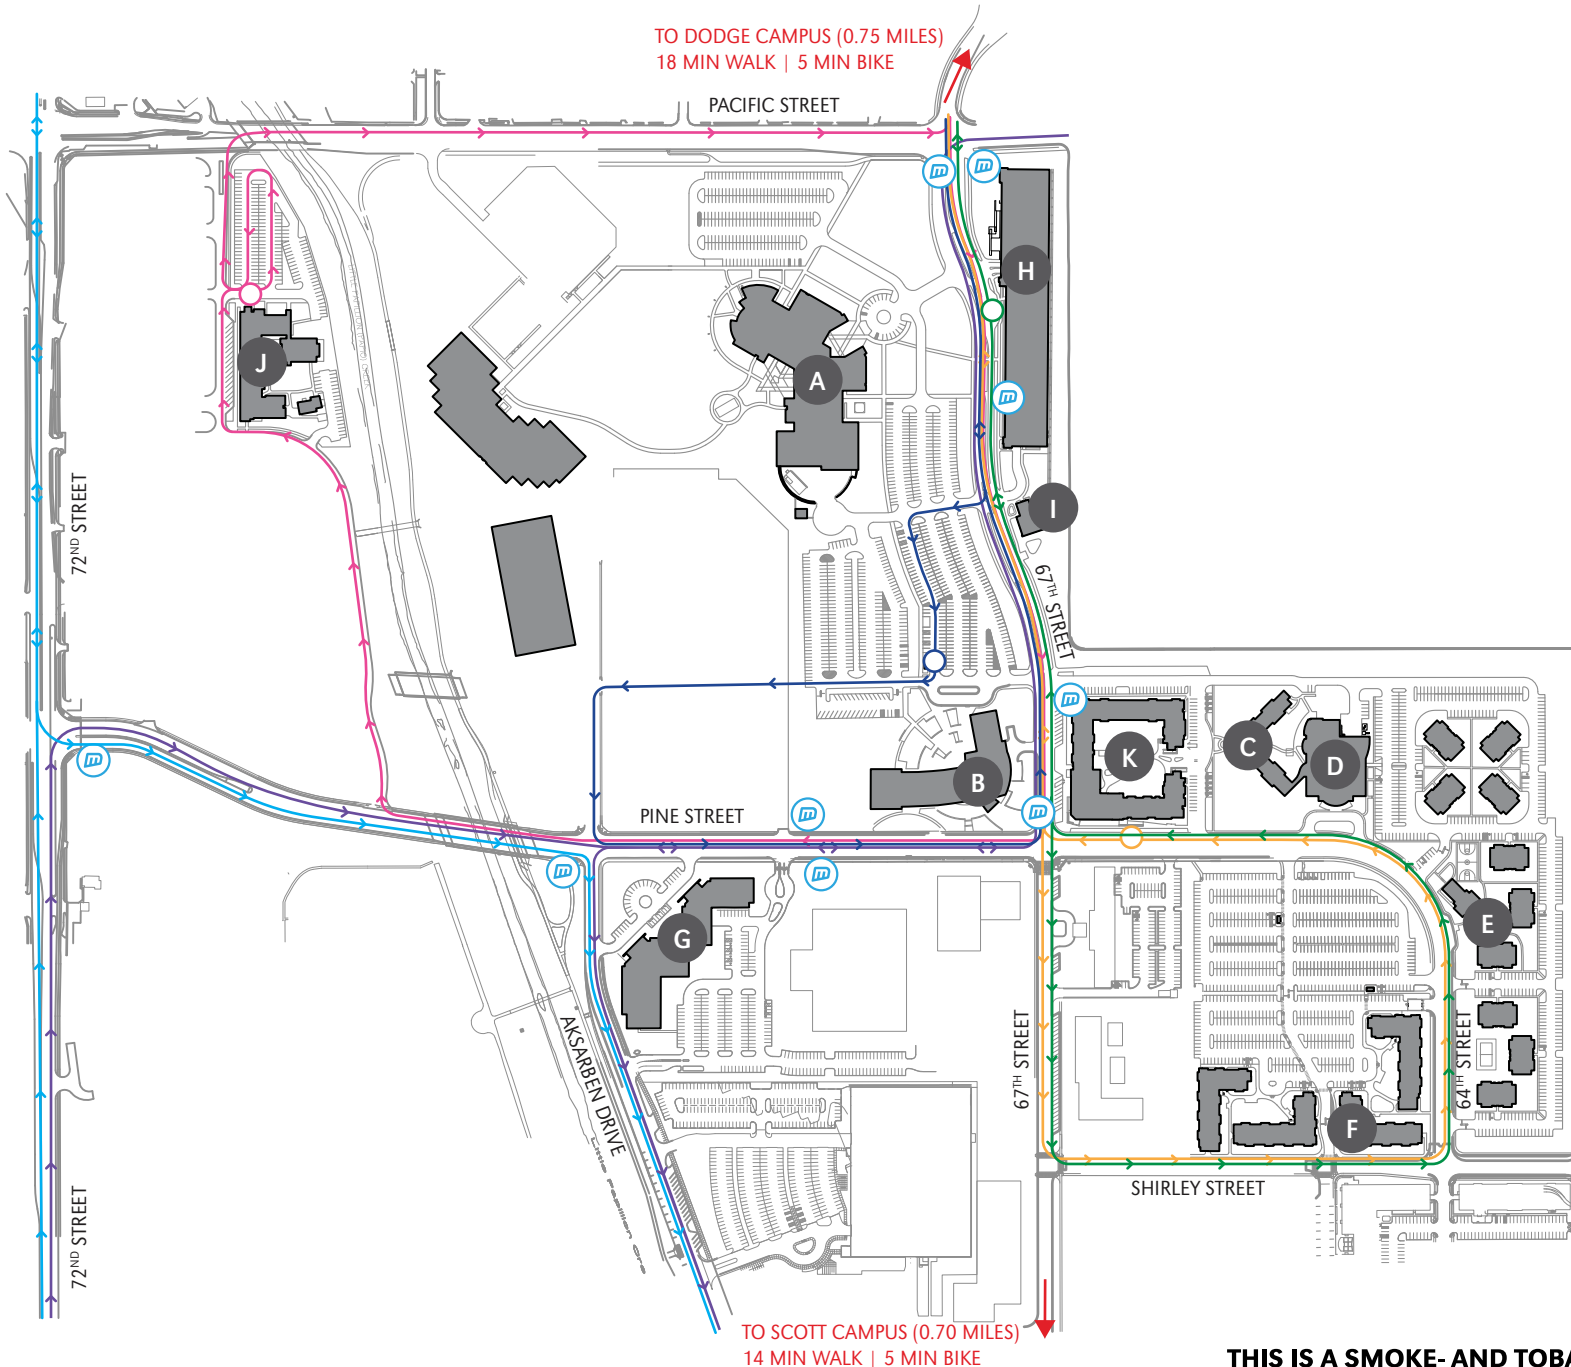 TO DODGE CAMPUS (0.75 MILES)
18 MIN WALK | 5 MIN BIKE
PACIFIC STREET
H
J
A
72ND STREET
I
67TH STREET
C
K
D
B
PINE STREET
E
G
AKSARBEN DRIVE
67TH STREET
64TH STREET
F
SHIRLEY STREET
72ND STREET
TO SCOTT CAMPUS (0.70 MILES)
14 MIN WALK | 5 MIN BIKE
THIS IS A SMOKE- AND TOBA